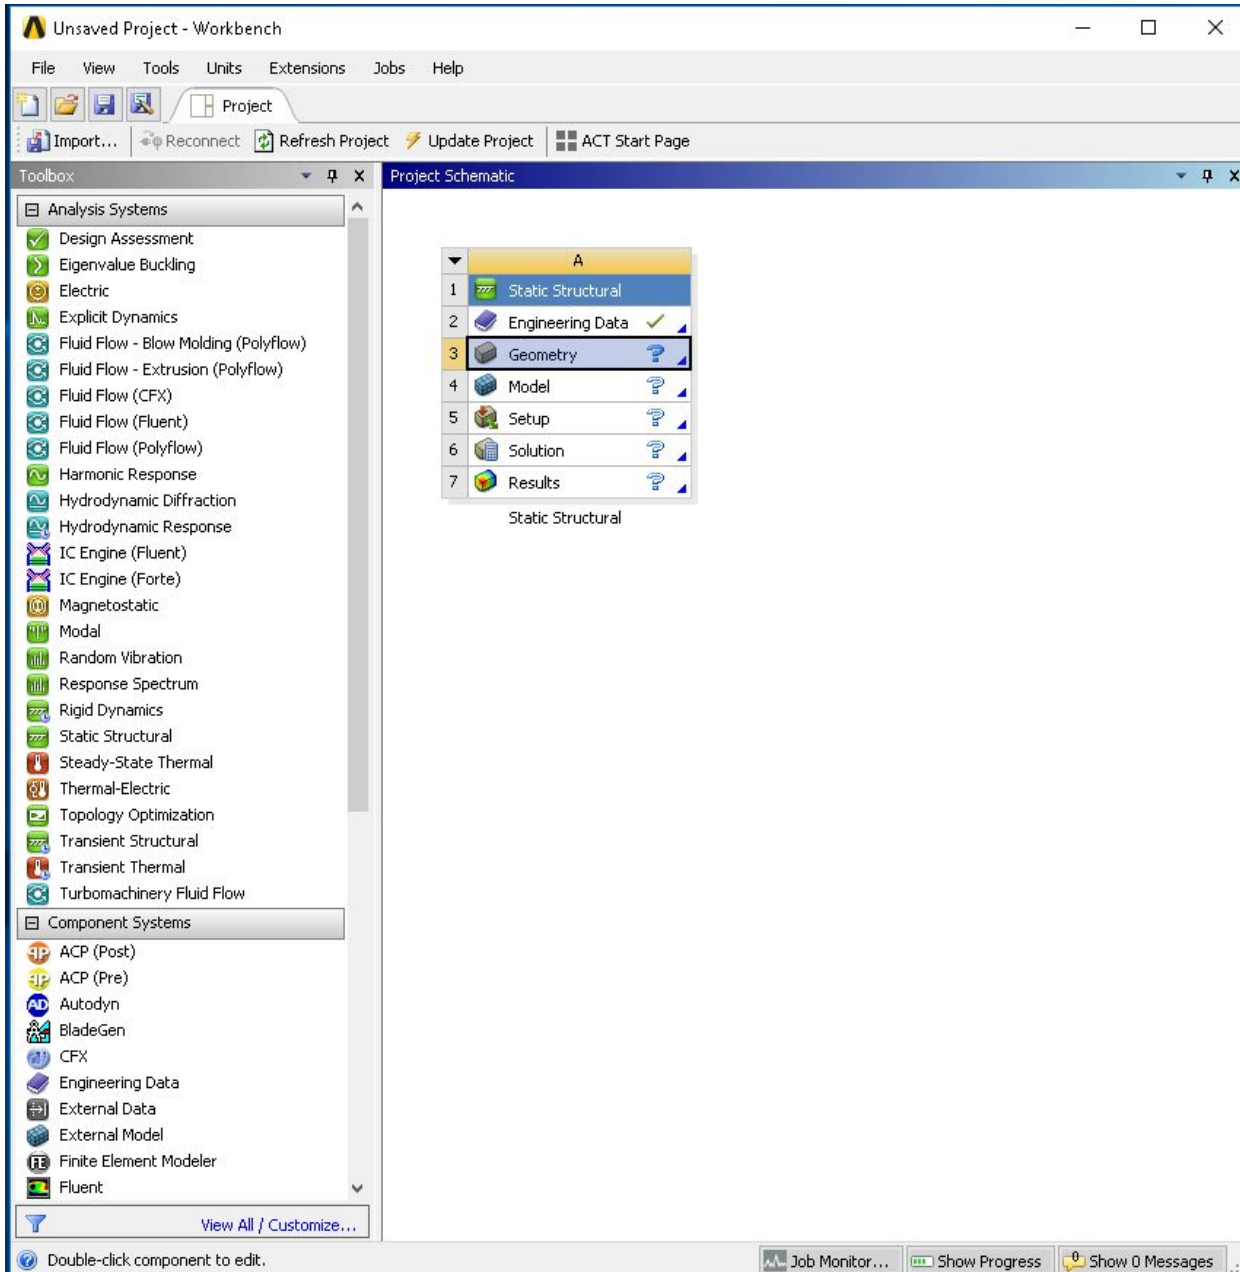 Unsaved Project - Workbench
File View Tools Units Extensions Jobs Help
Project
Import... Reconnect Refresh Project Update Project ACT Start Page
Toolbox
Analysis Systems
Design Assessment
Eigenvalue Buckling
Electric
Explicit Dynamics
Fluid Flow - Blow Molding (Polyflow)
Fluid Flow - Extrusion (Polyflow)
Fluid Flow (CFX)
Fluid Flow (Fluent)
Fluid Flow (Polyflow)
Harmonic Response
Hydrodynamic Diffraction
Hydrodynamic Response
IC Engine (Fluent)
IC Engine (Forte)
Magnetostatic
Modal
Random Vibration
Response Spectrum
Rigid Dynamics
Static Structural
Steady-State Thermal
Thermal-Electric
Topology Optimization
Transient Structural
Transient Thermal
Turbomachinery Fluid Flow
Component Systems
ACP (Post)
ACP (Pre)
Autodyn
BladeGen
CFX
Engineering Data
External Data
External Model
Finite Element Modeler
Fluent
View All / Customize...
Project Schematic
A
1 Static Structural
2 Engineering Data
3 Geometry
4 Model
5 Setup
6 Solution
7 Results
Static Structural
Double-click component to edit.
Job Monitor... Show Progress Show 0 Messages